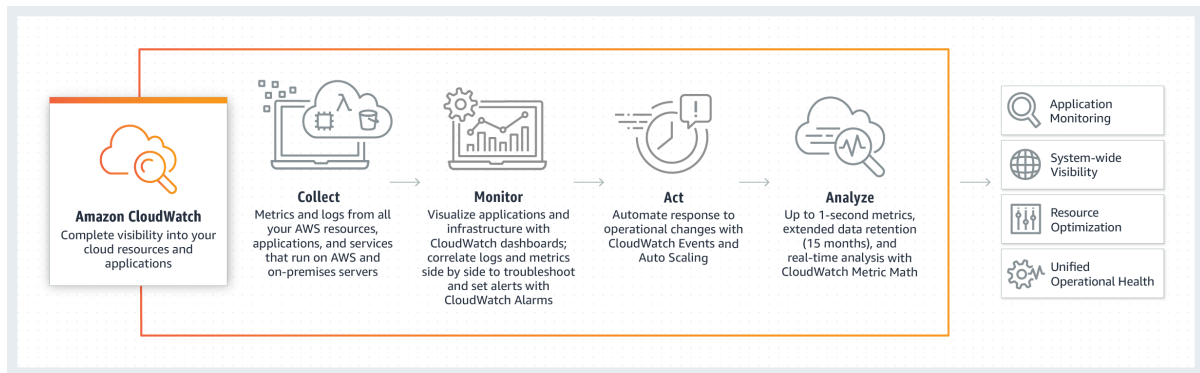 Amazon CloudWatch
Complete visibility into your
cloud resources and
applications
Collect
Metrics and logs from all
your AWS resources,
applications, and services
that run on AWS and
on-premises servers
Monitor
Visualize applications and
infrastructure with
CloudWatch dashboards;
correlate logs and metrics
side by side to troubleshoot
and set alerts with
CloudWatch Alarms
Act
Automate response to
operational changes with
CloudWatch Events and
Auto Scaling
Analyze
Up to 1-second metrics,
extended data retention
(15 months), and
real-time analysis with
CloudWatch Metric Math
Application
Monitoring
System-wide
Visibility
Resource
Optimization
Unified
Operational Health